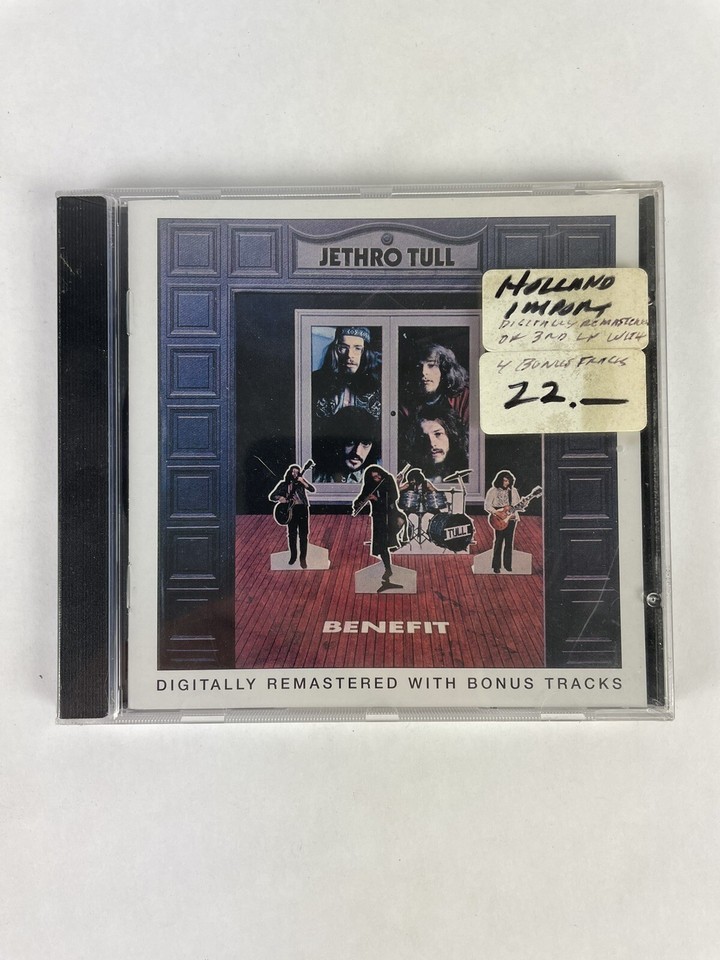 JETHRO TULL
HOLLAND
IMPORT
DIGITALLY REMASTERED
OF 3RD LP WITH
4 BONUS TRACKS
22.—
TULL
BENEFIT
DIGITALLY REMASTERED WITH BONUS TRACKS